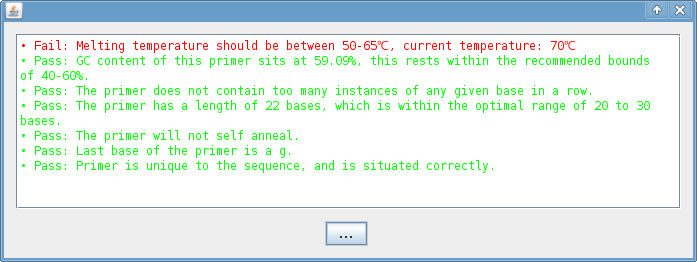 • Fail: Melting temperature should be between 50-65℃, current temperature: 70℃
• Pass: GC content of this primer sits at 59.09%, this rests within the recommended bounds
of 40-60%.
• Pass: The primer does not contain too many instances of any given base in a row.
• Pass: The primer has a length of 22 bases, which is within the optimal range of 20 to 30
bases.
• Pass: The primer will not self anneal.
• Pass: Last base of the primer is a g.
• Pass: Primer is unique to the sequence, and is situated correctly.
...